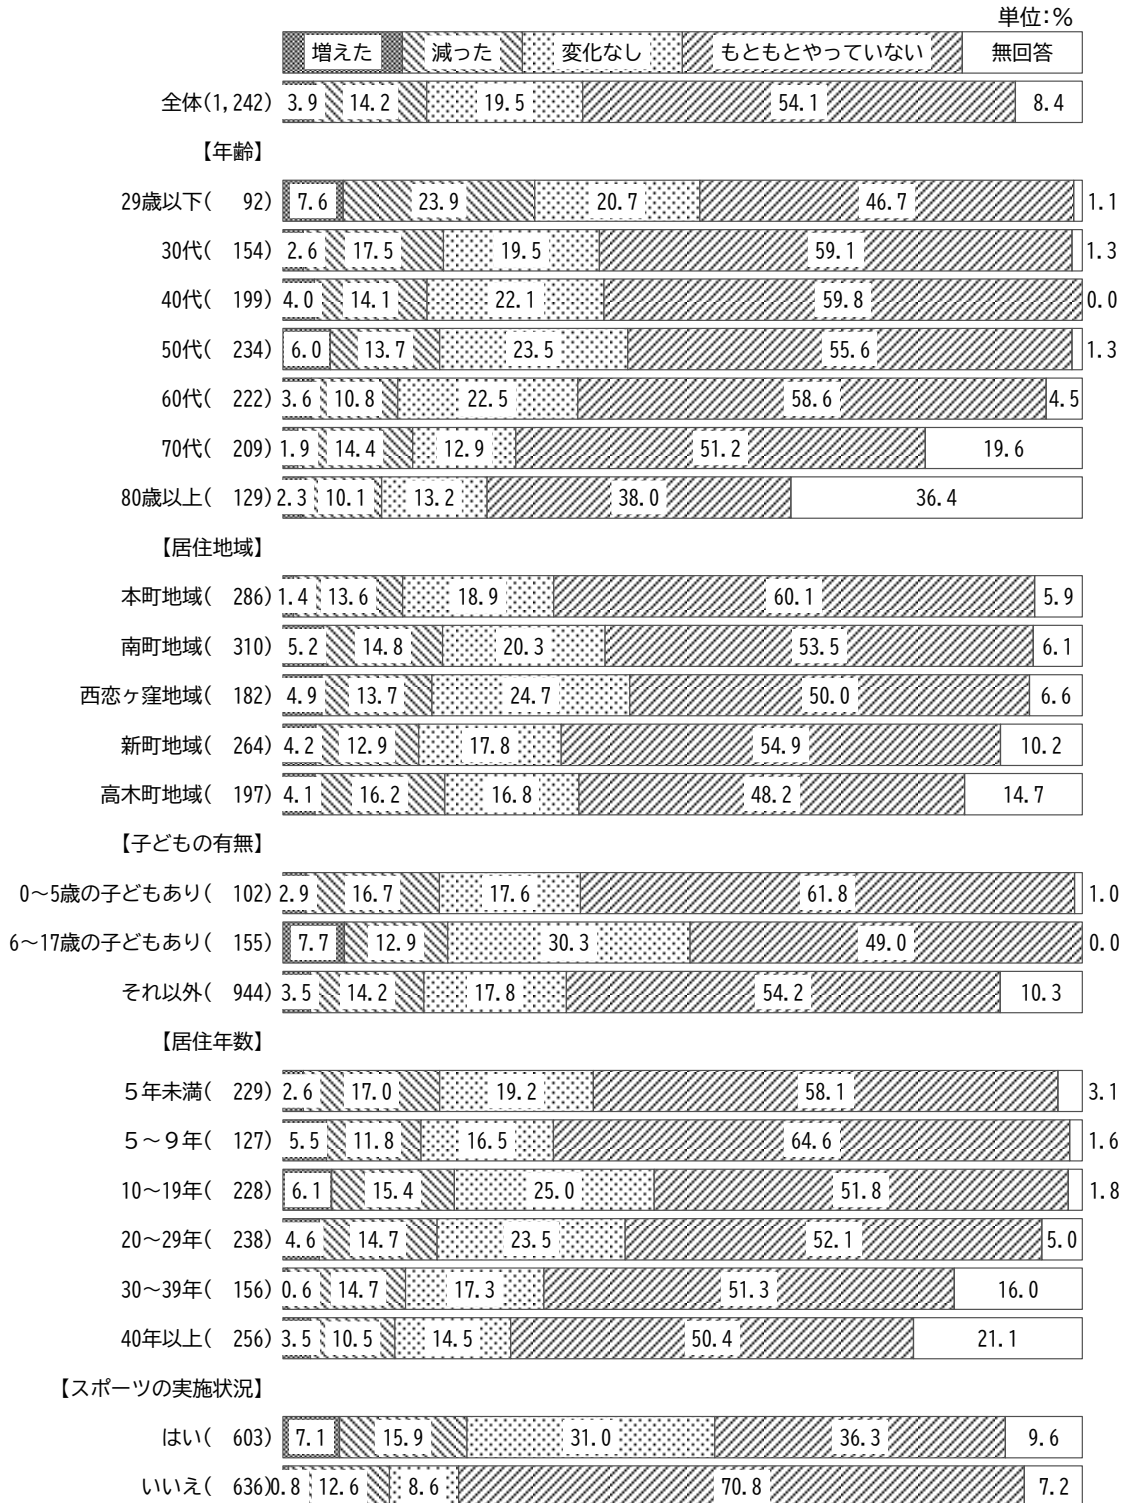 単位：％
増えた 減った 変化なし もともとやっていない 無回答
全体(1,242) 3.9 14.2 19.5 54.1 8.4
【年齢】
29歳以下( 92) 7.6 23.9 20.7 46.7 1.1
30代( 154) 2.6 17.5 19.5 59.1 1.3
40代( 199) 4.0 14.1 22.1 59.8 0.0
50代( 234) 6.0 13.7 23.5 55.6 1.3
60代( 222) 3.6 10.8 22.5 58.6 4.5
70代( 209) 1.9 14.4 12.9 51.2 19.6
80歳以上( 129) 2.3 10.1 13.2 38.0 36.4
【居住地域】
本町地域( 286) 1.4 13.6 18.9 60.1 5.9
南町地域( 310) 5.2 14.8 20.3 53.5 6.1
西恋ヶ窪地域( 182) 4.9 13.7 24.7 50.0 6.6
新町地域( 264) 4.2 12.9 17.8 54.9 10.2
高木町地域( 197) 4.1 16.2 16.8 48.2 14.7
【子どもの有無】
0～5歳の子どもあり( 102) 2.9 16.7 17.6 61.8 1.0
6～17歳の子どもあり( 155) 7.7 12.9 30.3 49.0 0.0
それ以外( 944) 3.5 14.2 17.8 54.2 10.3
【居住年数】
５年未満( 229) 2.6 17.0 19.2 58.1 3.1
５～９年( 127) 5.5 11.8 16.5 64.6 1.6
10～19年( 228) 6.1 15.4 25.0 51.8 1.8
20～29年( 238) 4.6 14.7 23.5 52.1 5.0
30～39年( 156) 0.6 14.7 17.3 51.3 16.0
40年以上( 256) 3.5 10.5 14.5 50.4 21.1
【スポーツの実施状況】
はい( 603) 7.1 15.9 31.0 36.3 9.6
いいえ( 636) 0.8 12.6 8.6 70.8 7.2